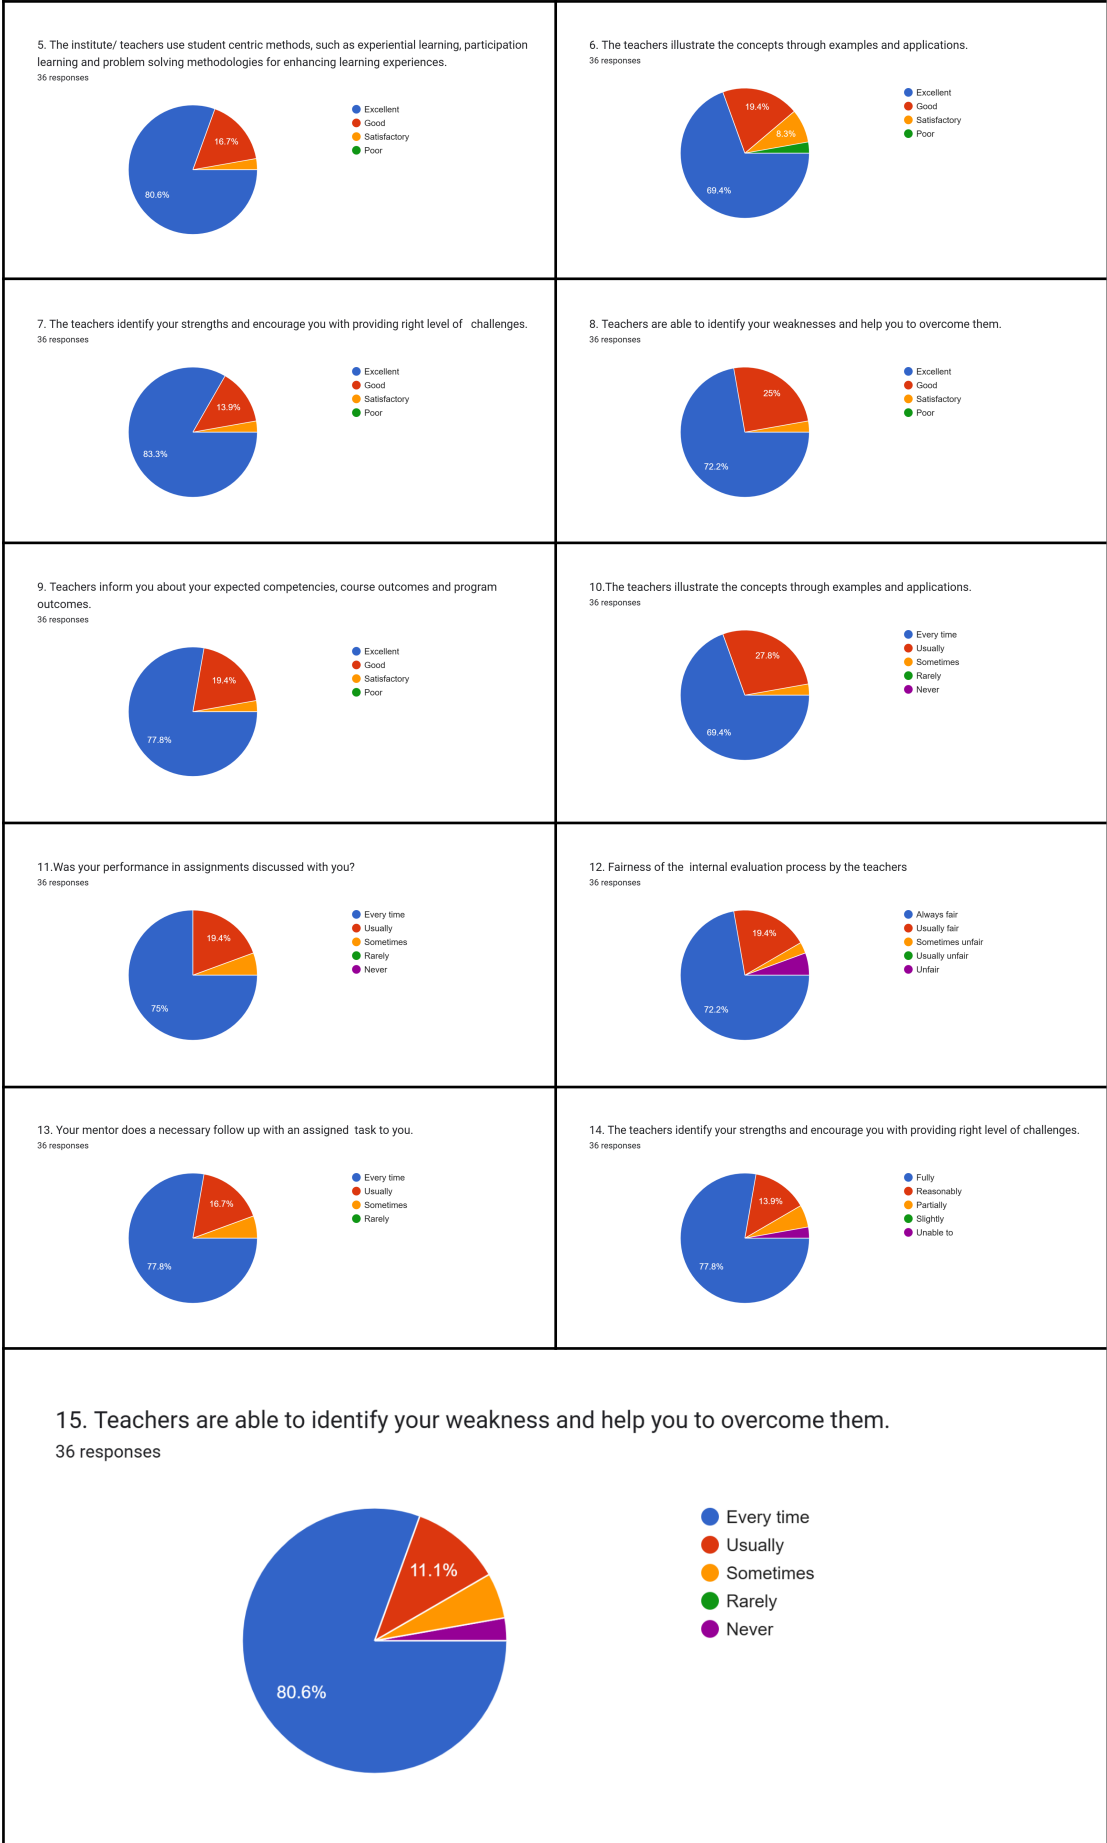 5. The institute/ teachers use student centric methods, such as experiential learning, participation
learning and problem solving methodologies for enhancing learning experiences.
36 responses
Excellent
Good
Satisfactory
Poor
16.7%
80.6%
6. The teachers illustrate the concepts through examples and applications.
36 responses
Excellent
Good
Satisfactory
Poor
19.4%
8.3%
69.4%
7. The teachers identify your strengths and encourage you with providing right level of   challenges.
36 responses
Excellent
Good
Satisfactory
Poor
13.9%
83.3%
8. Teachers are able to identify your weaknesses and help you to overcome them.
36 responses
Excellent
Good
Satisfactory
Poor
25%
72.2%
9. Teachers inform you about your expected competencies, course outcomes and program
outcomes.
36 responses
Excellent
Good
Satisfactory
Poor
19.4%
77.8%
10.The teachers illustrate the concepts through examples and applications.
36 responses
Every time
Usually
Sometimes
Rarely
Never
27.8%
69.4%
11.Was your performance in assignments discussed with you?
36 responses
Every time
Usually
Sometimes
Rarely
Never
19.4%
75%
12. Fairness of the  internal evaluation process by the teachers
36 responses
Always fair
Usually fair
Sometimes unfair
Usually unfair
Unfair
19.4%
72.2%
13. Your mentor does a necessary follow up with an assigned  task to you.
36 responses
Every time
Usually
Sometimes
Rarely
16.7%
77.8%
14. The teachers identify your strengths and encourage you with providing right level of challenges.
36 responses
Fully
Reasonably
Partially
Slightly
Unable to
13.9%
77.8%
15. Teachers are able to identify your weakness and help you to overcome them.
36 responses
Every time
Usually
Sometimes
Rarely
Never
11.1%
80.6%